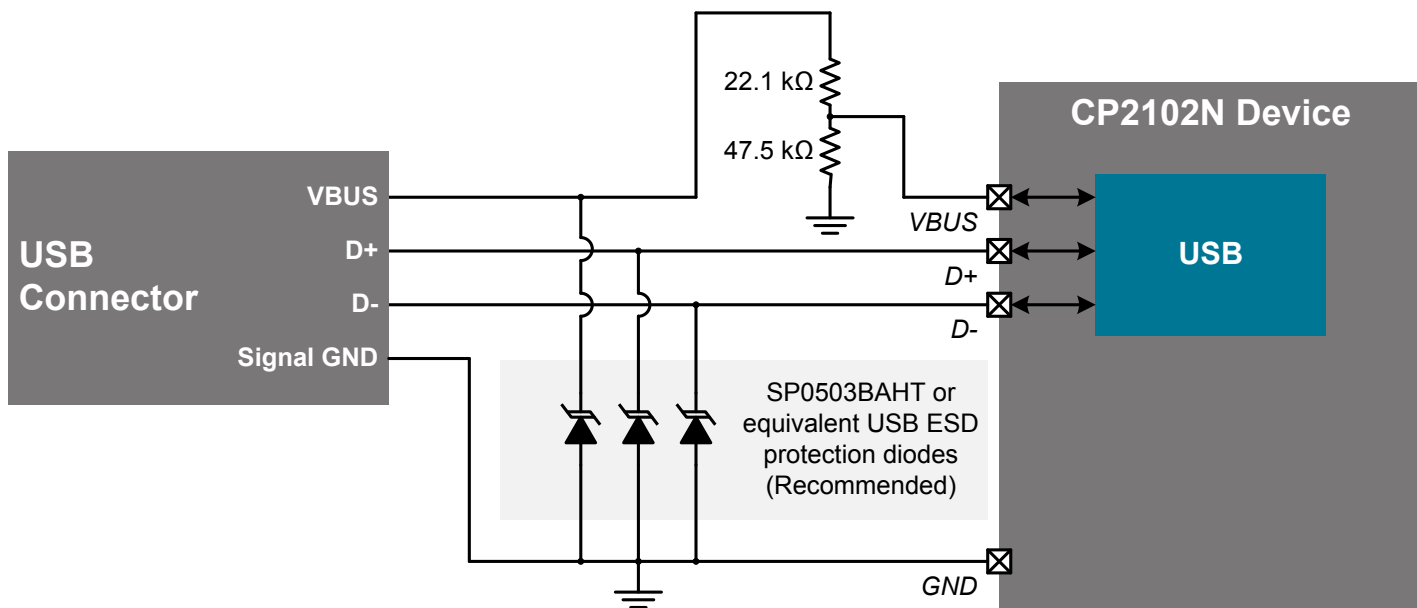 22.1 kΩ
47.5 kΩ
CP2102N Device
USB
Connector
VBUS
D+
D-
Signal GND
VBUS
D+
D-
USB
SP0503BAHT or
equivalent USB ESD
protection diodes
(Recommended)
GND